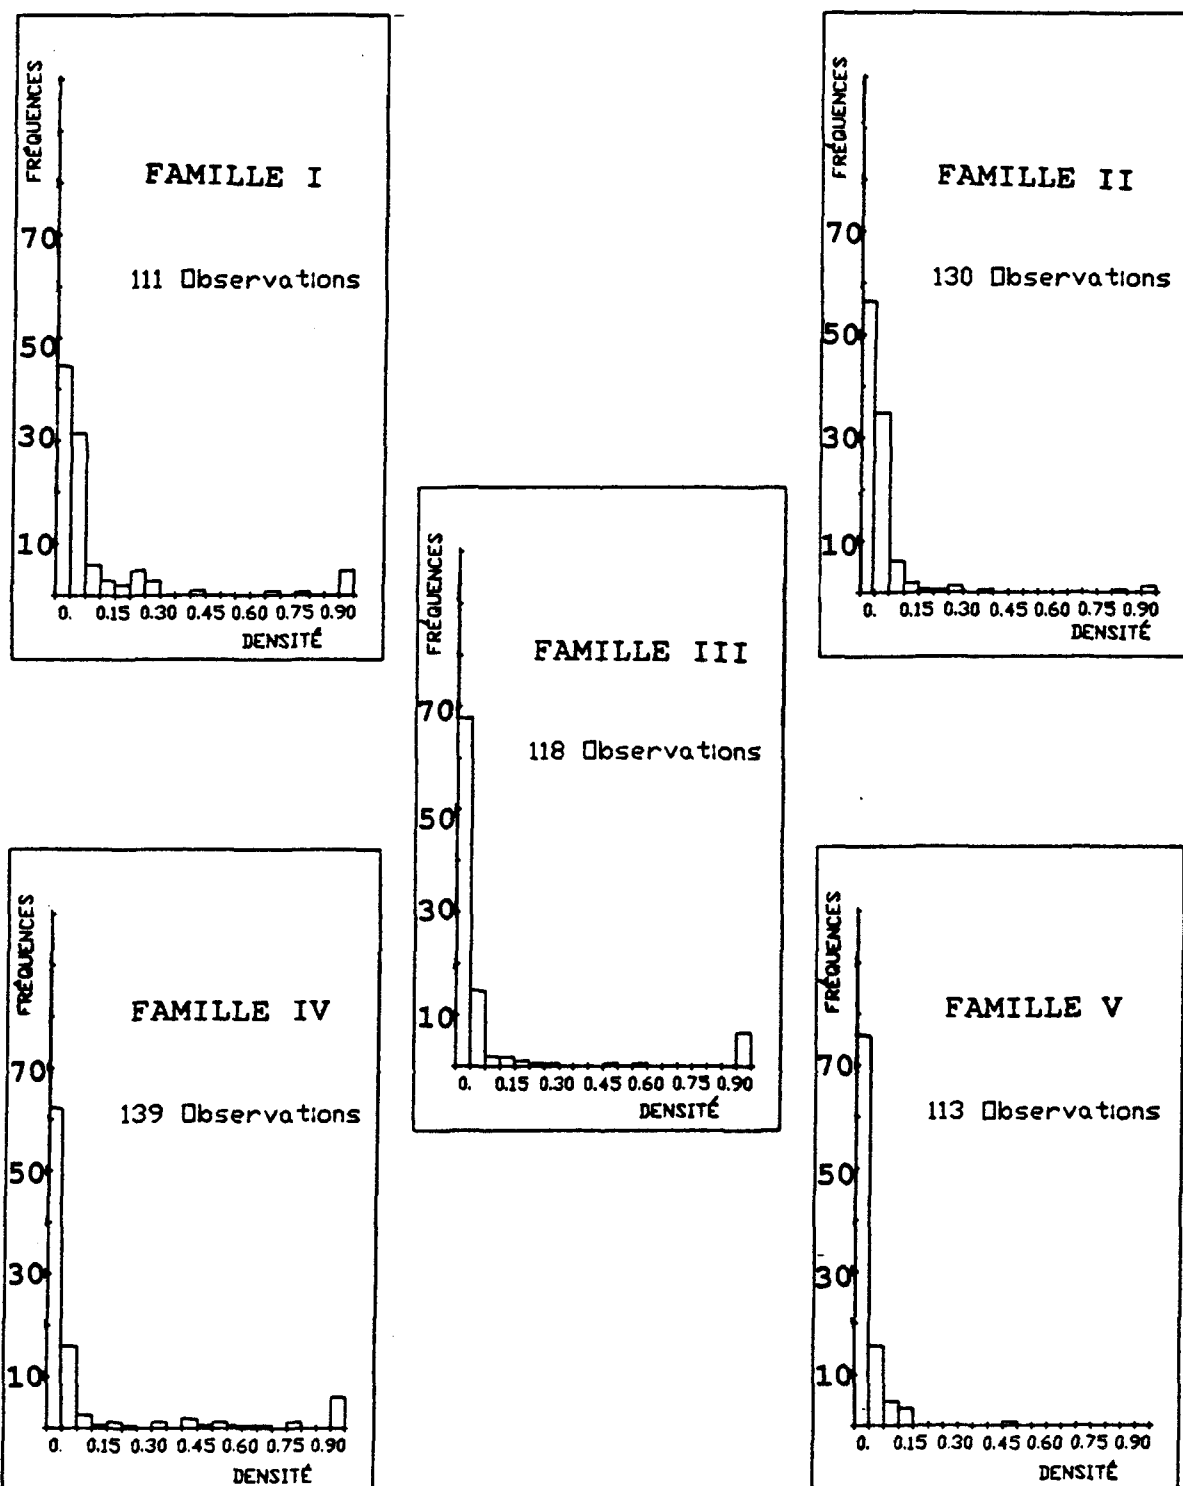 FRÉQUENCES
FAMILLE I
70
111 Observations
50
30
10
0. 0.15 0.30 0.45 0.60 0.75 0.90
DENSITÉ
FRÉQUENCES
FAMILLE II
70
130 Observations
50
30
10
0. 0.15 0.30 0.45 0.60 0.75 0.90
DENSITÉ
FRÉQUENCES
FAMILLE III
70
118 Observations
50
30
10
0. 0.15 0.30 0.45 0.60 0.75 0.90
DENSITÉ
FRÉQUENCES
FAMILLE IV
70
139 Observations
50
30
10
0. 0.15 0.30 0.45 0.60 0.75 0.90
DENSITÉ
FRÉQUENCES
FAMILLE V
70
113 Observations
50
30
10
0. 0.15 0.30 0.45 0.60 0.75 0.90
DENSITÉ